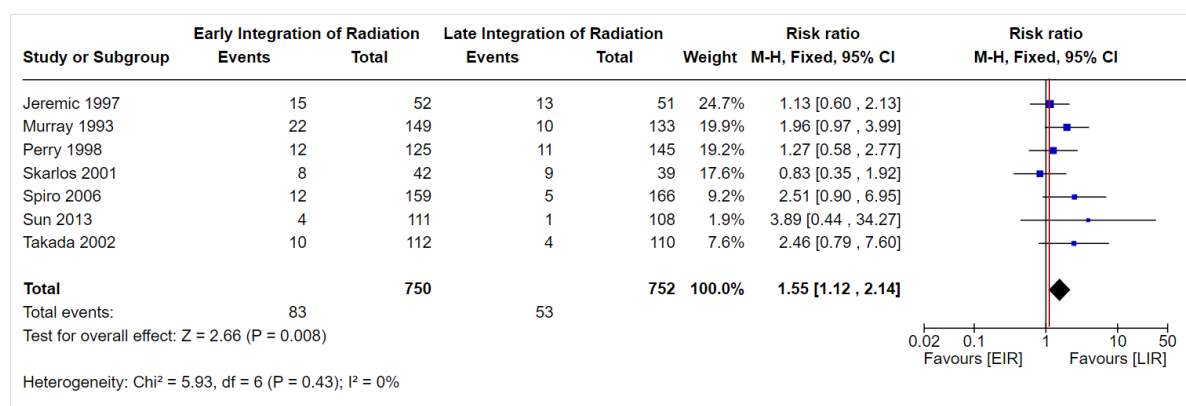 Early Integration of Radiation Late Integration of Radiation Risk ratio Risk ratio
Study or Subgroup Events Total Events Total Weight M-H, Fixed, 95% CI M-H, Fixed, 95% CI
Jeremic 1997 15 52 13 51 24.7% 1.13 [0.60 , 2.13]
Murray 1993 22 149 10 133 19.9% 1.96 [0.97 , 3.99]
Perry 1998 12 125 11 145 19.2% 1.27 [0.58 , 2.77]
Skarlos 2001 8 42 9 39 17.6% 0.83 [0.35 , 1.92]
Spiro 2006 12 159 5 166 9.2% 2.51 [0.90 , 6.95]
Sun 2013 4 111 1 108 1.9% 3.89 [0.44 , 34.27]
Takada 2002 10 112 4 110 7.6% 2.46 [0.79 , 7.60]
Total 750 752 100.0% 1.55 [1.12 , 2.14]
Total events: 83 53
Test for overall effect: Z = 2.66 (P = 0.008)
0.02 0.1 1 10 50
Favours [EIR] Favours [LIR]
Heterogeneity: Chi² = 5.93, df = 6 (P = 0.43); I² = 0%